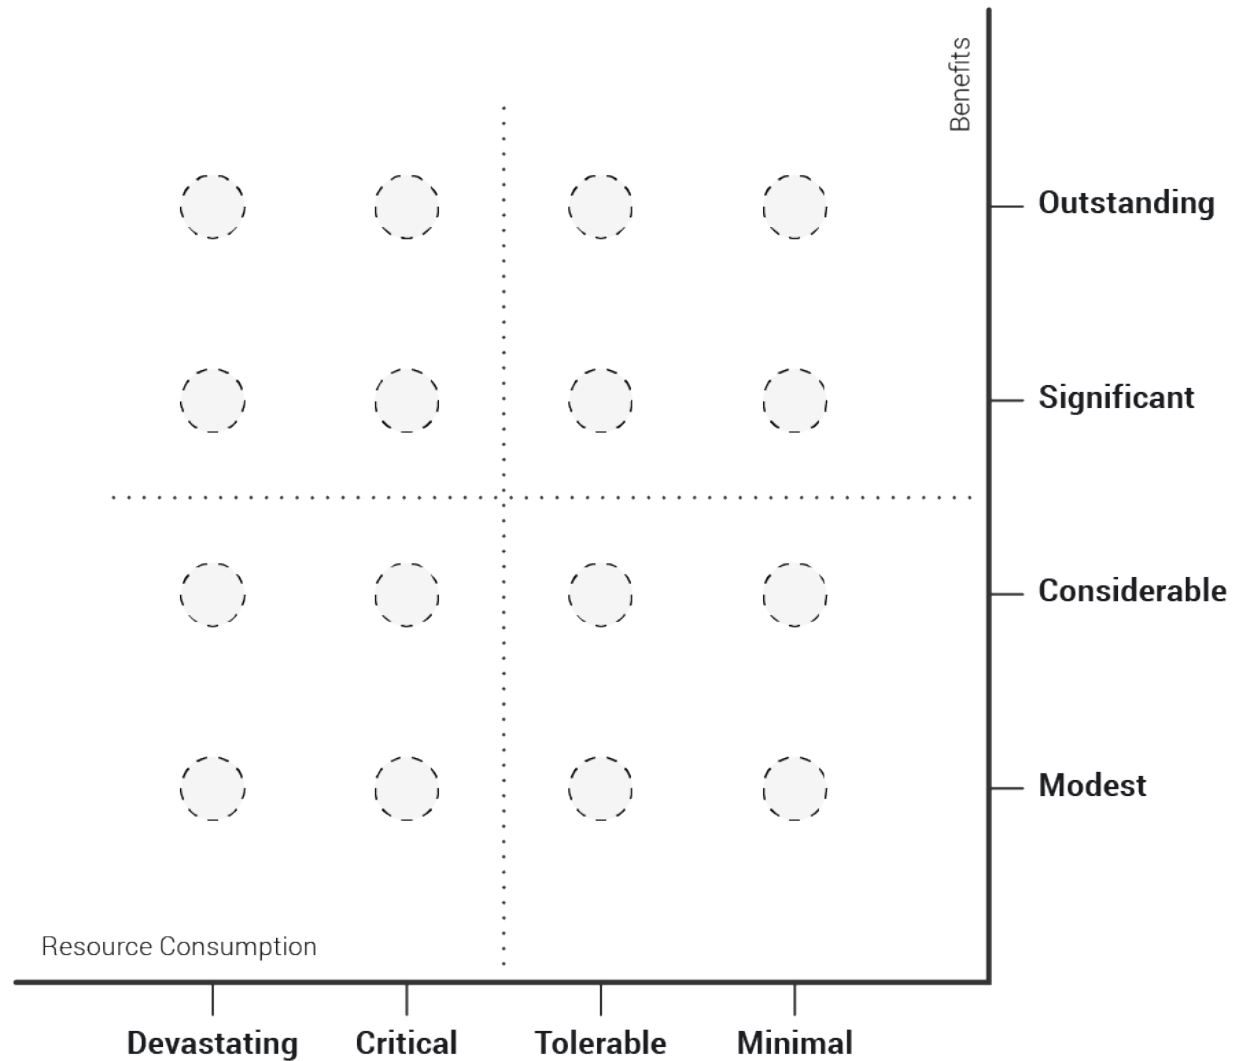 Benefits
Outstanding
Significant
Considerable
Modest
Resource Consumption
Devastating Critical Tolerable Minimal